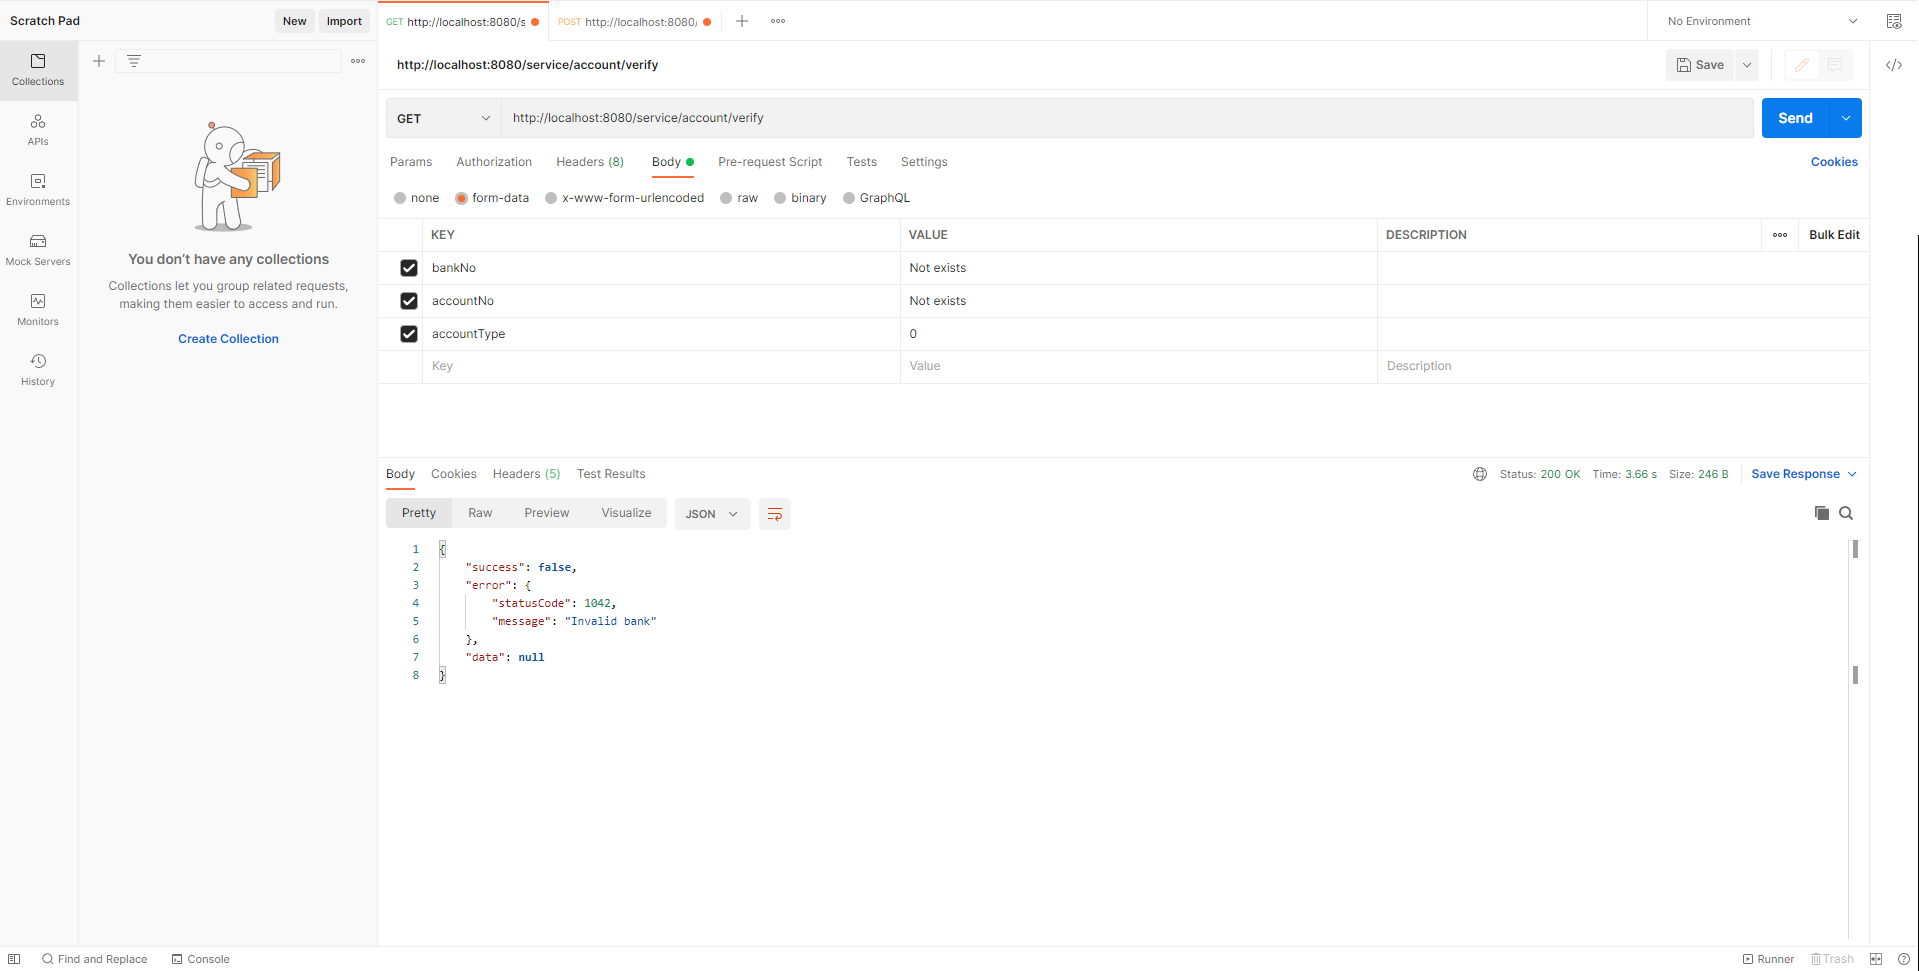 Scratch Pad
New
Import
GET http://localhost:8080/s
POST http://localhost:8080/
No Environment
Collections
APIs
Environments
Mock Servers
Monitors
History
You don't have any collections
Collections let you group related requests,
making them easier to access and run.
Create Collection
http://localhost:8080/service/account/verify
Save
GET
http://localhost:8080/service/account/verify
Send
Params
Authorization
Headers (8)
Body
Pre-request Script
Tests
Settings
Cookies
none
form-data
x-www-form-urlencoded
raw
binary
GraphQL
KEY
VALUE
DESCRIPTION
Bulk Edit
bankNo
Not exists
accountNo
Not exists
accountType
0
Key
Value
Description
Body
Cookies
Headers (5)
Test Results
Status: 200 OK
Time: 3.66 s
Size: 246 B
Save Response
Pretty
Raw
Preview
Visualize
JSON
1 {
2 "success": false,
3 "error": {
4 "statusCode": 1042,
5 "message": "Invalid bank"
6 },
7 "data": null
8 }
Find and Replace
Console
Runner
Trash